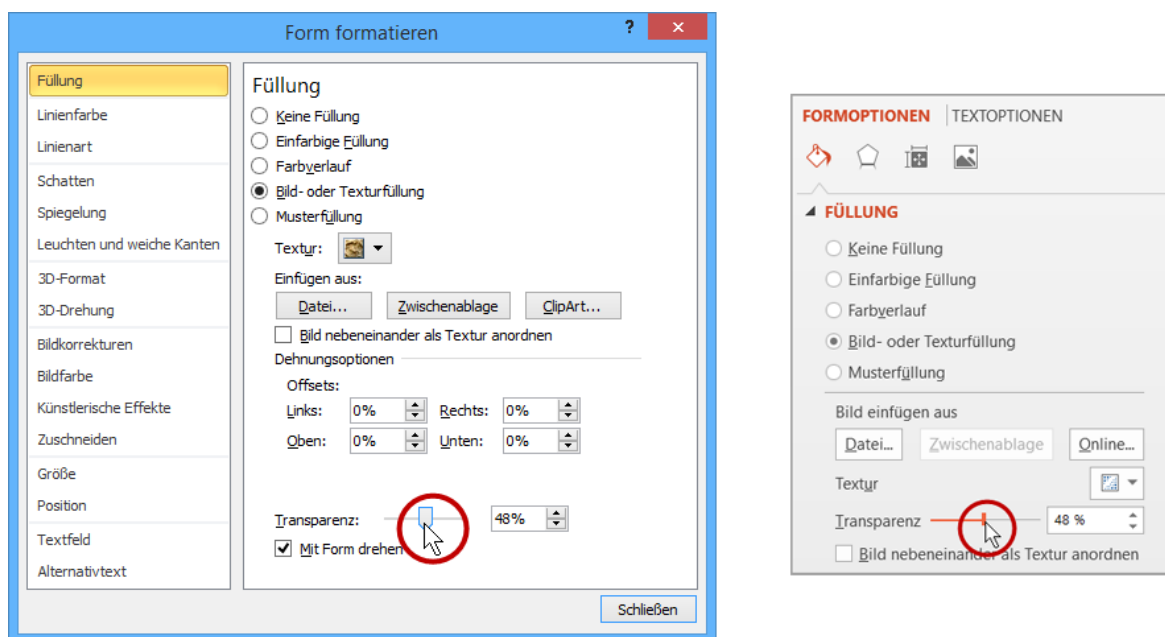 Form formatieren
?
×
Füllung
Linienfarbe
Linienart
Schatten
Spiegelung
Leuchten und weiche Kanten
3D-Format
3D-Drehung
Bildkorrekturen
Bildfarbe
Künstlerische Effekte
Zuschneiden
Größe
Position
Textfeld
Alternativtext
Füllung
Keine Füllung
Einfarbige Füllung
Farbverlauf
Bild- oder Texturfüllung
Musterfüllung
Textur:
Einfügen aus:
Datei... Zwischenablage ClipArt...
Bild nebeneinander als Textur anordnen
Dehnungsoptionen
Offsets:
Links: 0% Rechts: 0%
Oben: 0% Unten: 0%
Transparenz: 48%
Mit Form drehen
Schließen
FORMOPTIONEN TEXTOPTIONEN
FÜLLUNG
Keine Füllung
Einfarbige Füllung
Farbverlauf
Bild- oder Texturfüllung
Musterfüllung
Bild einfügen aus
Datei... Zwischenablage Online...
Textur
Transparenz 48 %
Bild nebeneinander als Textur anordnen